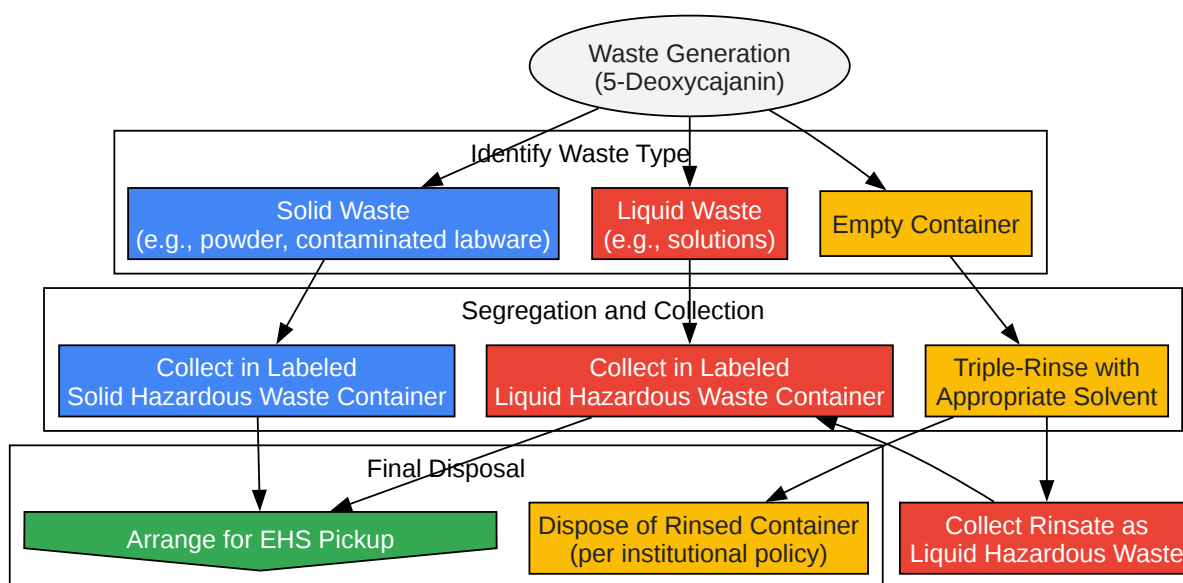 Waste Generation
(5-Deoxycajanin)
Identify Waste Type
Solid Waste
(e.g., powder, contaminated labware)
Liquid Waste
(e.g., solutions)
Empty Container
Segregation and Collection
Collect in Labeled
Solid Hazardous Waste Container
Collect in Labeled
Liquid Hazardous Waste Container
Triple-Rinse with
Appropriate Solvent
Final Disposal
Arrange for EHS Pickup
Dispose of Rinsed Container
(per institutional policy)
Collect Rinsate as
Liquid Hazardous Waste